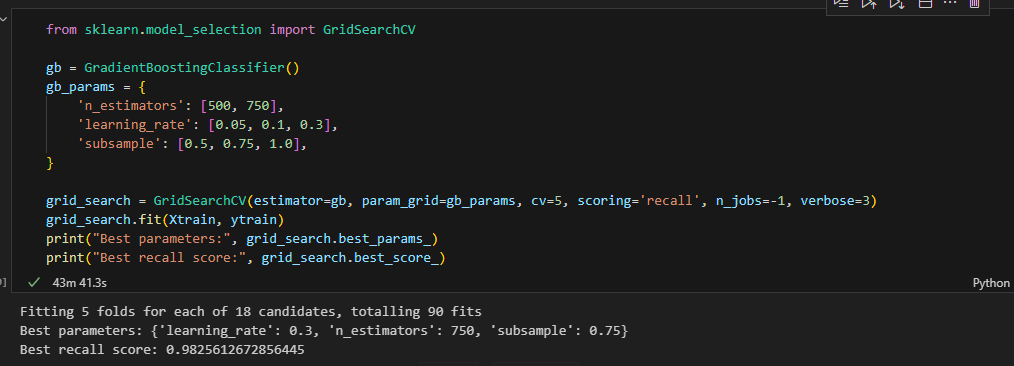 from sklearn.model_selection import GridSearchCV
gb = GradientBoostingClassifier()
gb_params = {
    'n_estimators': [500, 750],
    'learning_rate': [0.05, 0.1, 0.3],
    'subsample': [0.5, 0.75, 1.0],
}
grid_search = GridSearchCV(estimator=gb, param_grid=gb_params, cv=5, scoring='recall', n_jobs=-1, verbose=3)
grid_search.fit(Xtrain, ytrain)
print("Best parameters:", grid_search.best_params_)
print("Best recall score:", grid_search.best_score_)
43m 41.3s
Python
Fitting 5 folds for each of 18 candidates, totalling 90 fits
Best parameters: {'learning_rate': 0.3, 'n_estimators': 750, 'subsample': 0.75}
Best recall score: 0.9825612672856445